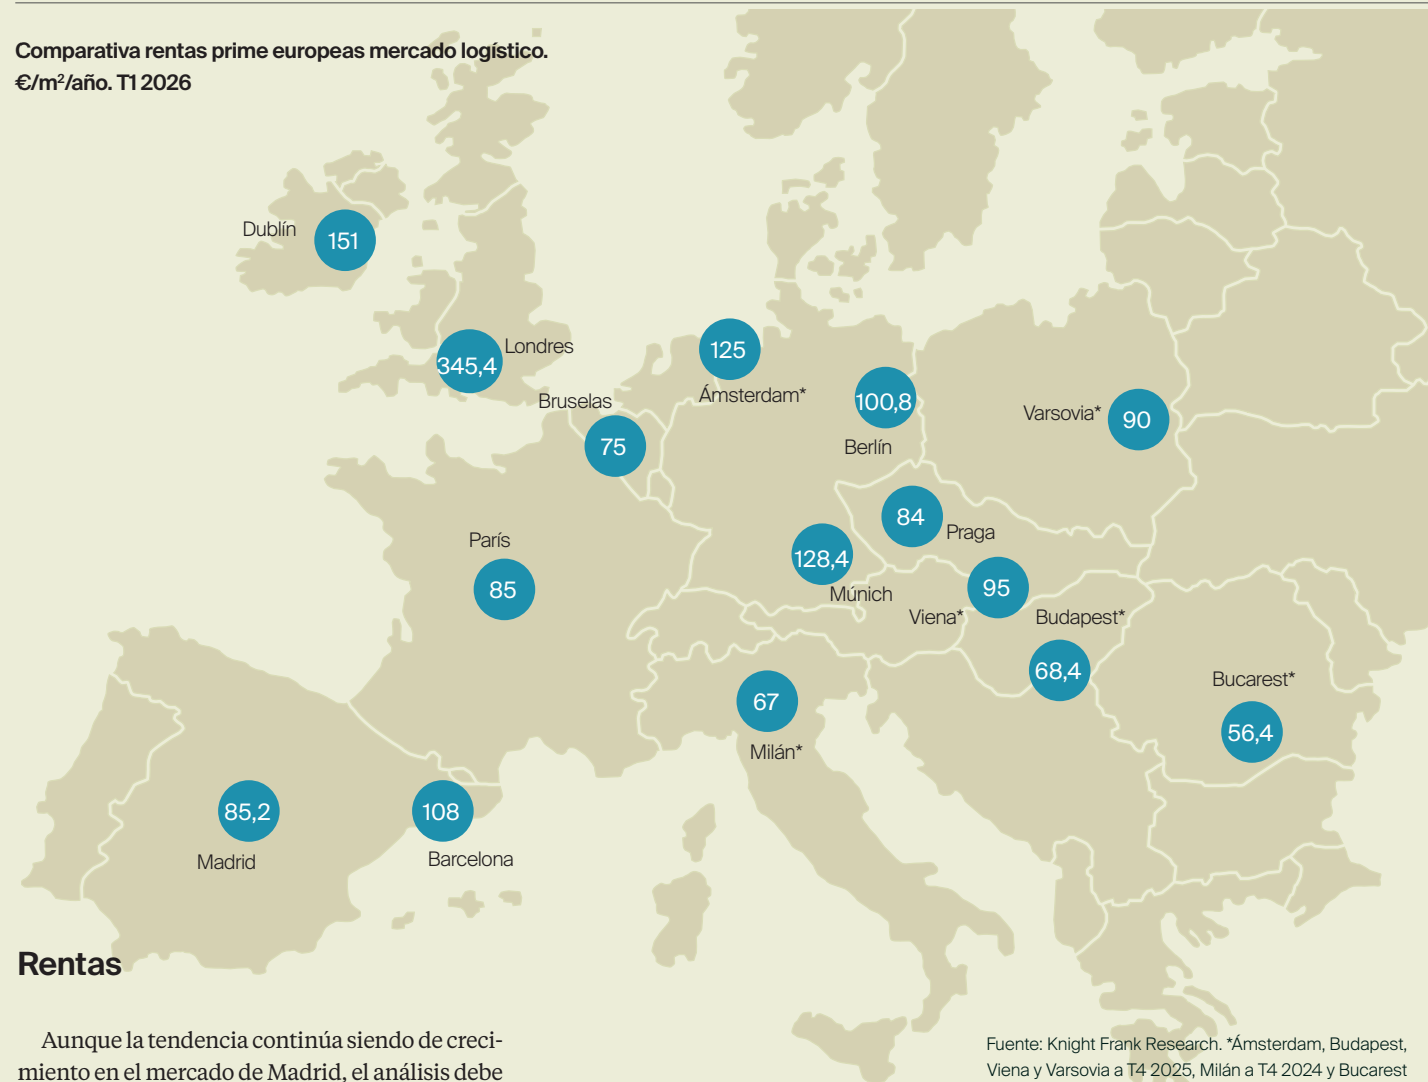 Comparativa rentas prime europeas mercado logístico.
€/m²/año. T1 2026
Dublín
151
345,4
Londres
Bruselas
75
125
Ámsterdam*
100,8
Berlín
Varsovia*
90
84
Praga
París
85
128,4
Múnich
95
Viena*
Budapest*
68,4
67
Milán*
Bucarest*
56,4
85,2
Madrid
108
Barcelona
Rentas
Aunque la tendencia continúa siendo de creci-
miento en el mercado de Madrid, el análisis debe
Fuente: Knight Frank Research. *Ámsterdam, Budapest,
Viena y Varsovia a T4 2025, Milán a T4 2024 y Bucarest